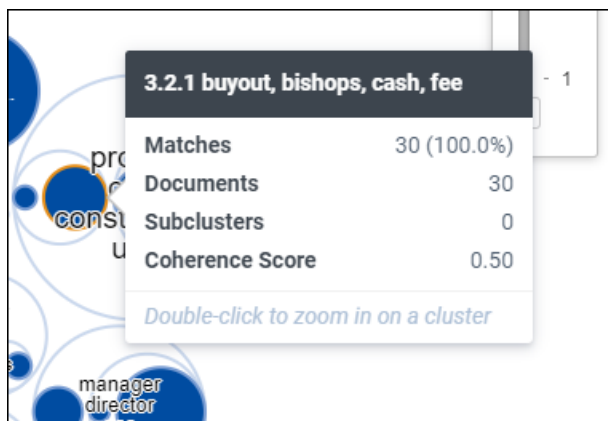 - 1
3.2.1 buyout, bishops, cash, fee
Matches 30 (100.0%)
Documents 30
Subclusters 0
Coherence Score 0.50
Double-click to zoom in on a cluster
manager
director